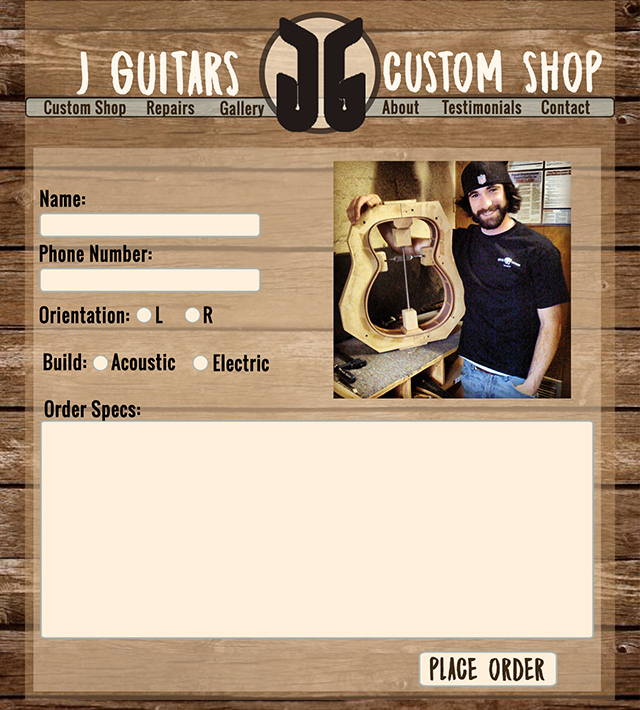 J GUITARS JG CUSTOM SHOP
Custom Shop Repairs Gallery About Testimonials Contact
Name:
Phone Number:
Orientation: L R
Build: Acoustic Electric
Order Specs:
PLACE ORDER